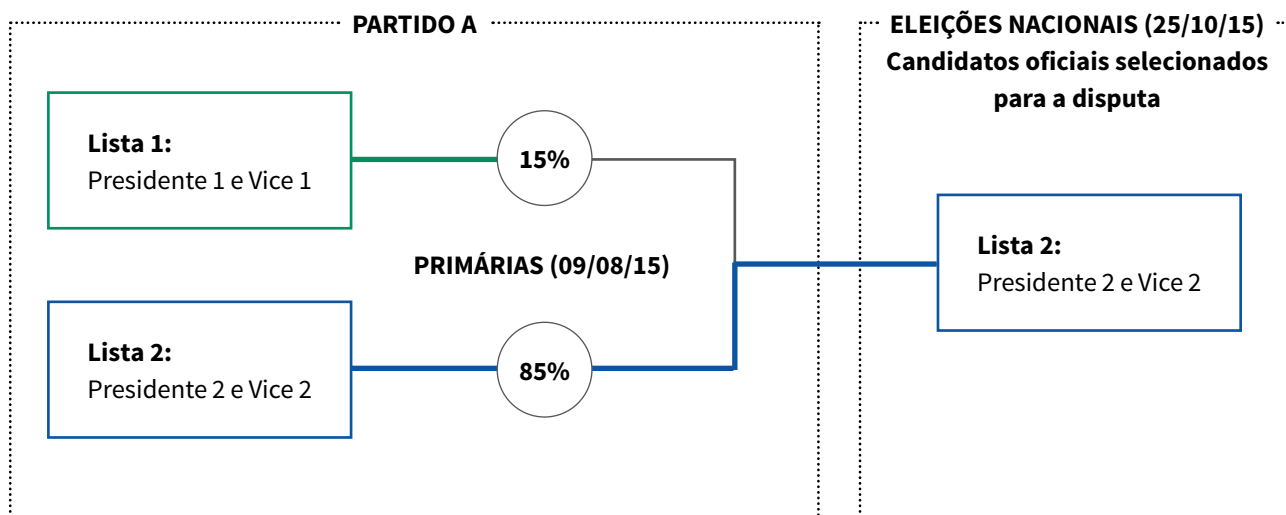 PARTIDO A
Lista 1:
Presidente 1 e Vice 1
15%
PRIMÁRIAS (09/08/15)
Lista 2:
Presidente 2 e Vice 2
85%
ELEIÇÕES NACIONAIS (25/10/15)
Candidatos oficiais selecionados
para a disputa
Lista 2:
Presidente 2 e Vice 2